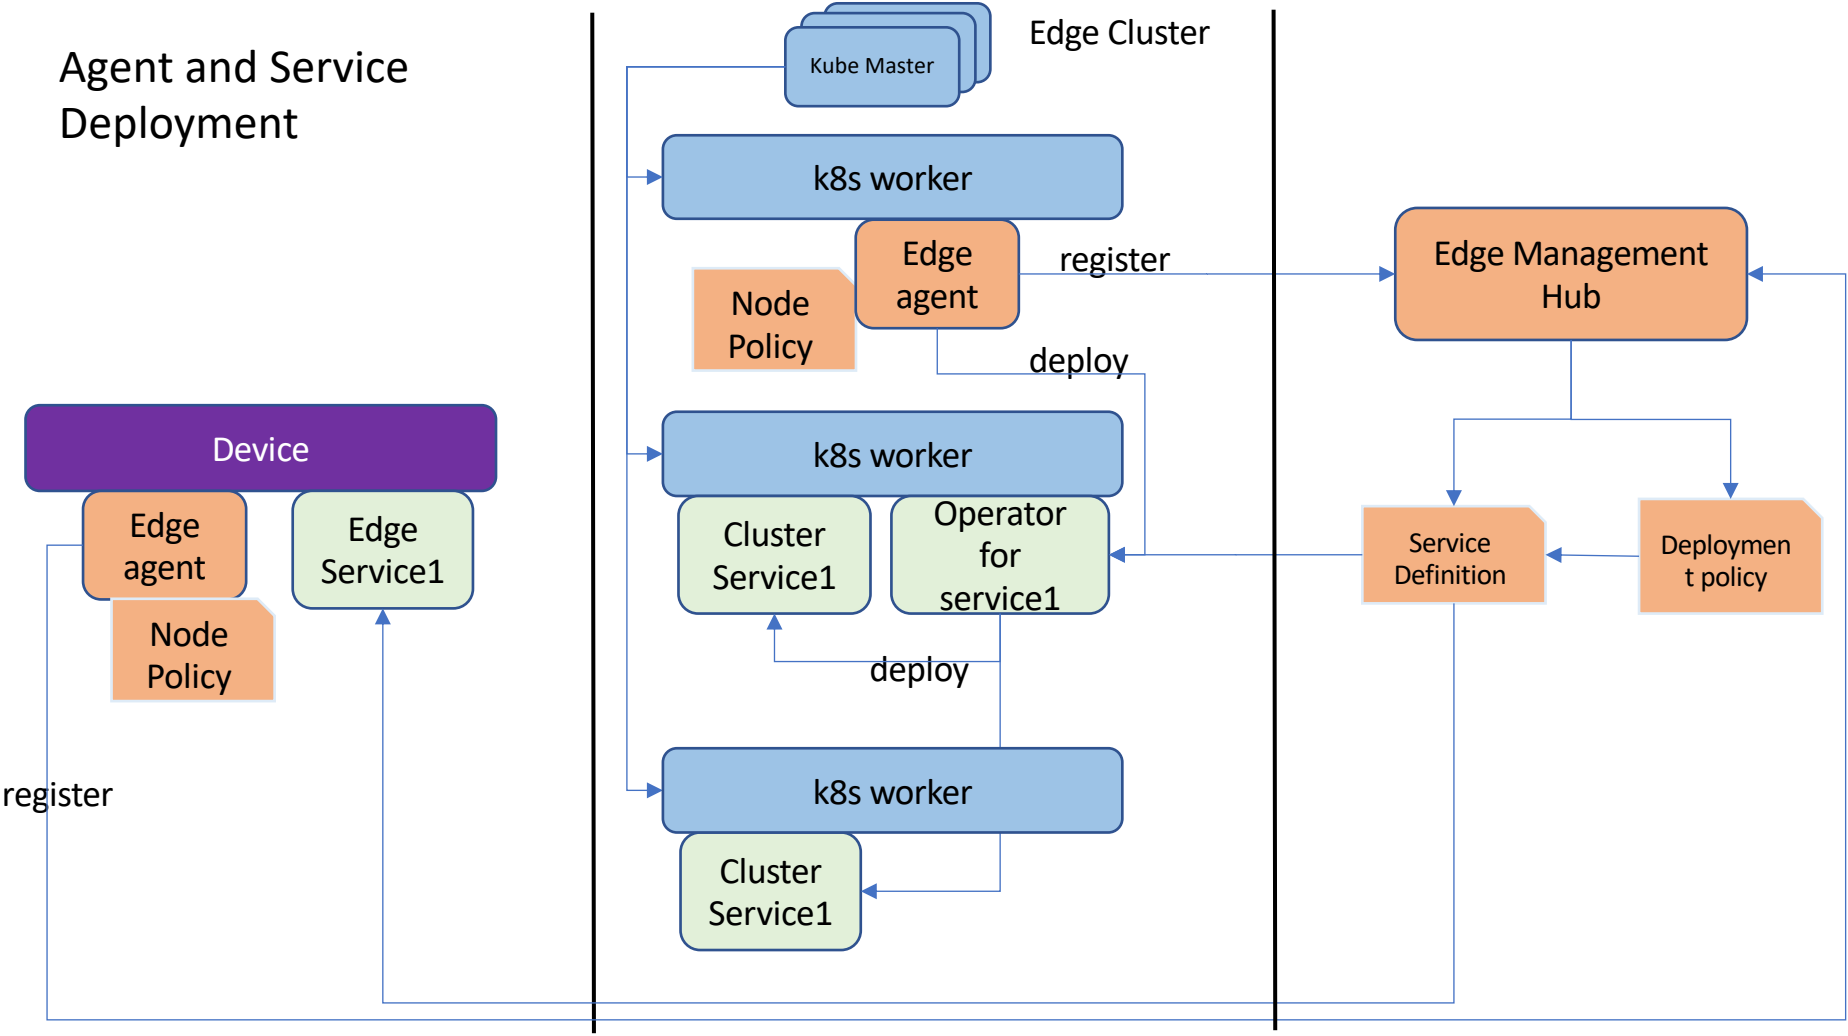 Agent and Service
Deployment
Edge Cluster
Kube Master
k8s worker
Edge
agent
register
Node
Policy
deploy
Edge Management
Hub
Device
Edge
agent
Edge
Service1
Node
Policy
register
k8s worker
Cluster
Service1
Operator
for
service1
deploy
Service
Definition
Deploymen
t policy
k8s worker
Cluster
Service1